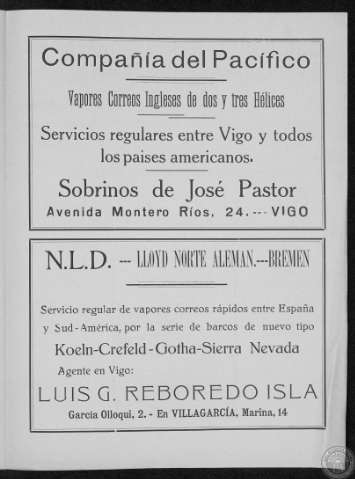 Compañía del Pacífico
Vapores Correos Ingleses de dos y tres Hélices
Servicios regulares entre Vigo y todos
los paises americanos.
Sobrinos de José Pastor
Avenida Montero Ríos, 24.---VIGO
N.L.D. --- LLOYD NORTE ALEMAN.---BREMEN
Servicio regular de vapores correos rápidos entre España
y Sud-América, por la serie de barcos de nuevo tipo
Koeln-Crefeld-Gotha-Sierra Nevada
Agente en Vigo:
LUIS G. REBOREDO ISLA
García Olloqui, 2. - En VILLAGARCÍA, Marina, 14